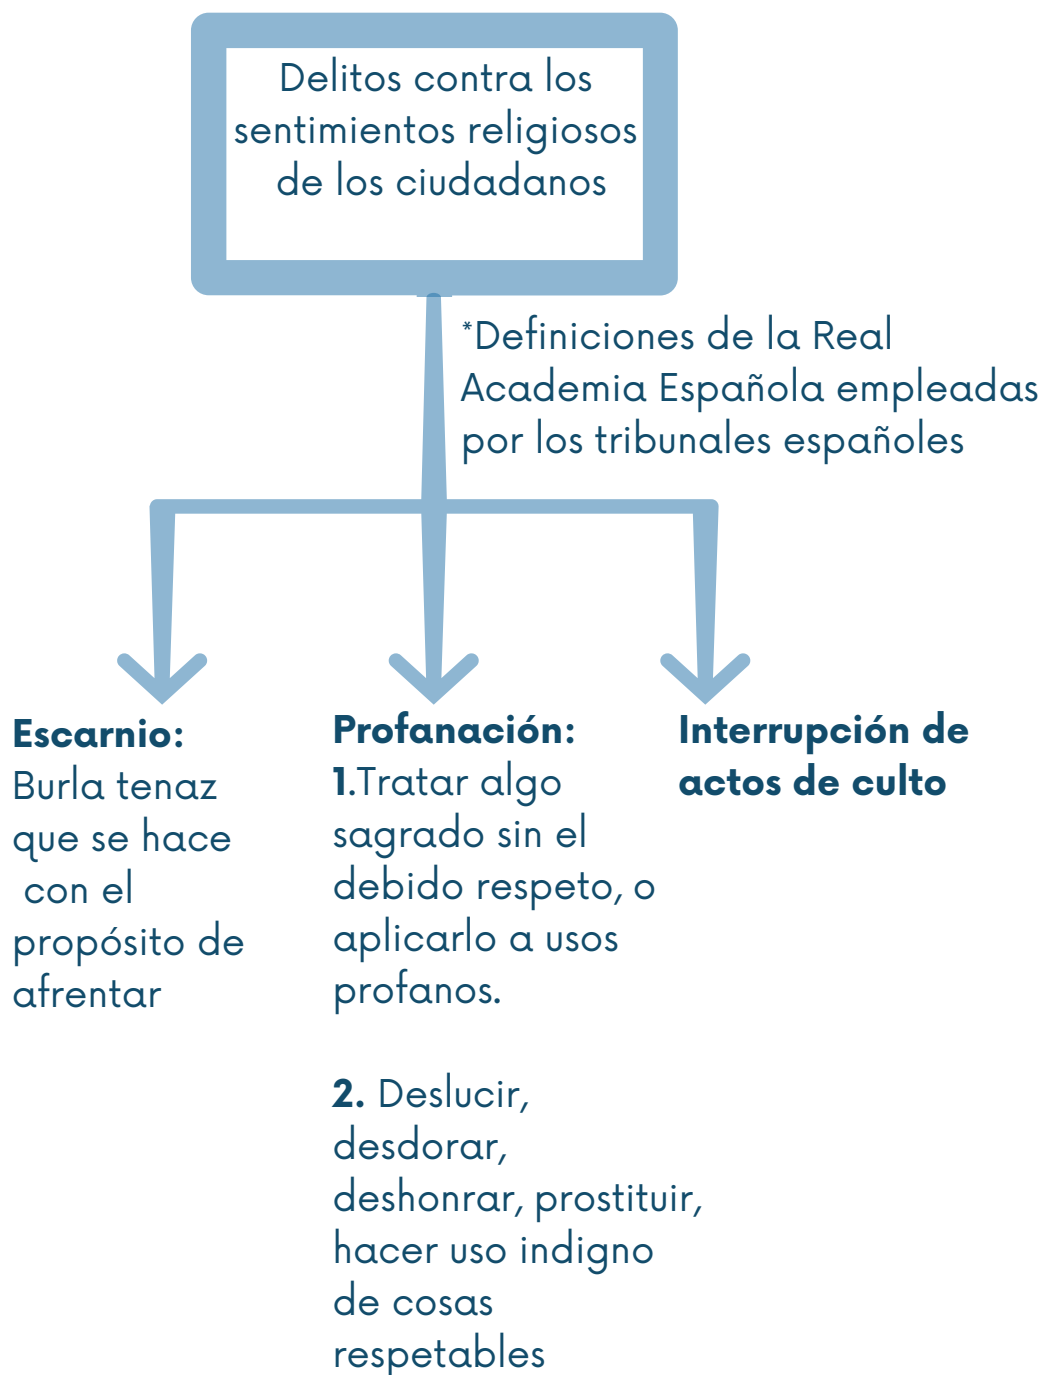 Delitos contra los
sentimientos religiosos
de los ciudadanos
*Definiciones de la Real
Academia Española empleadas
por los tribunales españoles
Escarnio:
Burla tenaz
que se hace
con el
propósito de
afrentar
Profanación:
1.Tratar algo
sagrado sin el
debido respeto, o
aplicarlo a usos
profanos.
2. Deslucir,
desdorar,
deshonrar, prostituir,
hacer uso indigno
de cosas
respetables
Interrupción de
actos de culto